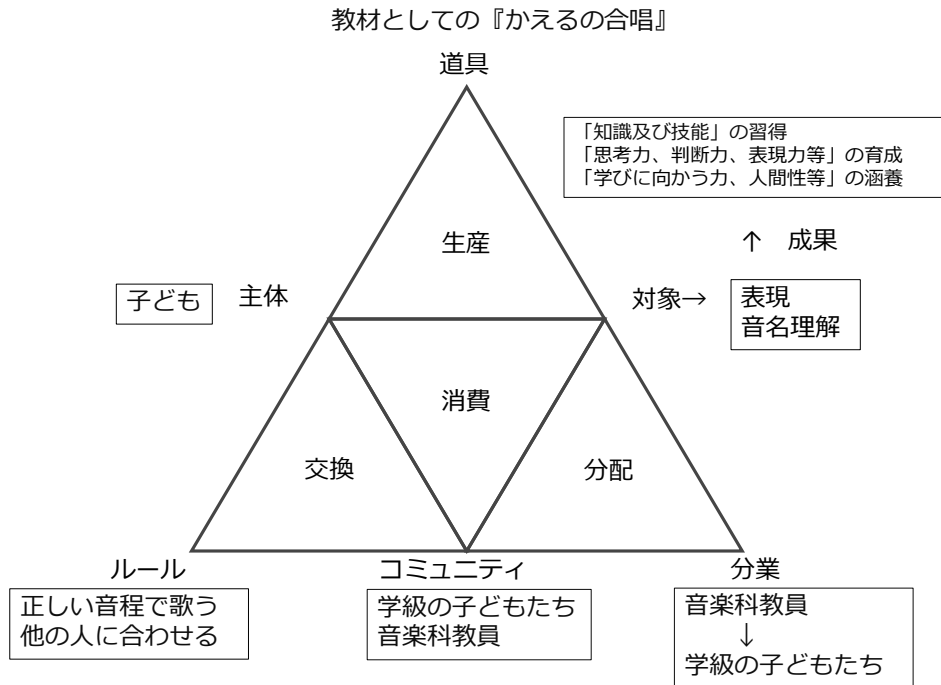 教材としての『かえるの合唱』
道具
「知識及び技能」の習得
「思考力、判断力、表現力等」の育成
「学びに向かう力、人間性等」の涵養
生産
↑ 成果
子ども
主体
対象→
表現
音名理解
消費
交換
分配
ルール
コミュニティ
分業
正しい音程で歌う
他の人に合わせる
学級の子どもたち
音楽科教員
音楽科教員
↓
学級の子どもたち